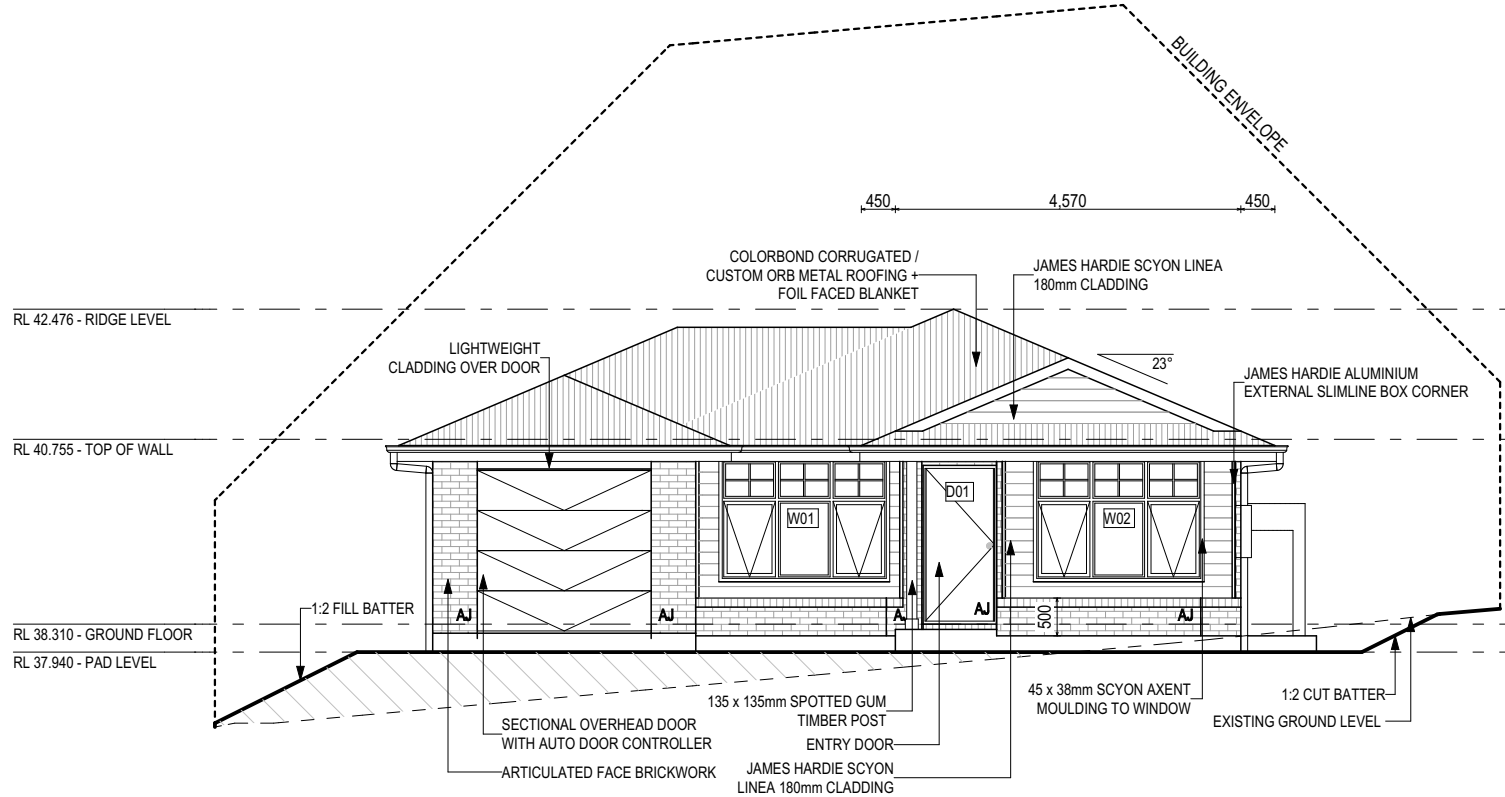 BUILDING ENVELOPE
450
4,570
450
COLORBOND CORRUGATED /
CUSTOM ORB METAL ROOFING +
FOIL FACED BLANKET
JAMES HARDIE SCYON LINEA
180mm CLADDING
RL 42.476 - RIDGE LEVEL
LIGHTWEIGHT
CLADDING OVER DOOR
23°
JAMES HARDIE ALUMINIUM
EXTERNAL SLIMLINE BOX CORNER
RL 40.755 - TOP OF WALL
D01
W01
W02
1:2 FILL BATTER
AJ
AJ
A.
AJ
500
AJ
RL 38.310 - GROUND FLOOR
RL 37.940 - PAD LEVEL
135 x 135mm SPOTTED GUM
TIMBER POST
45 x 38mm SCYON AXENT
MOULDING TO WINDOW
1:2 CUT BATTER
EXISTING GROUND LEVEL
SECTIONAL OVERHEAD DOOR
WITH AUTO DOOR CONTROLLER
ENTRY DOOR
ARTICULATED FACE BRICKWORK
JAMES HARDIE SCYON
LINEA 180mm CLADDING